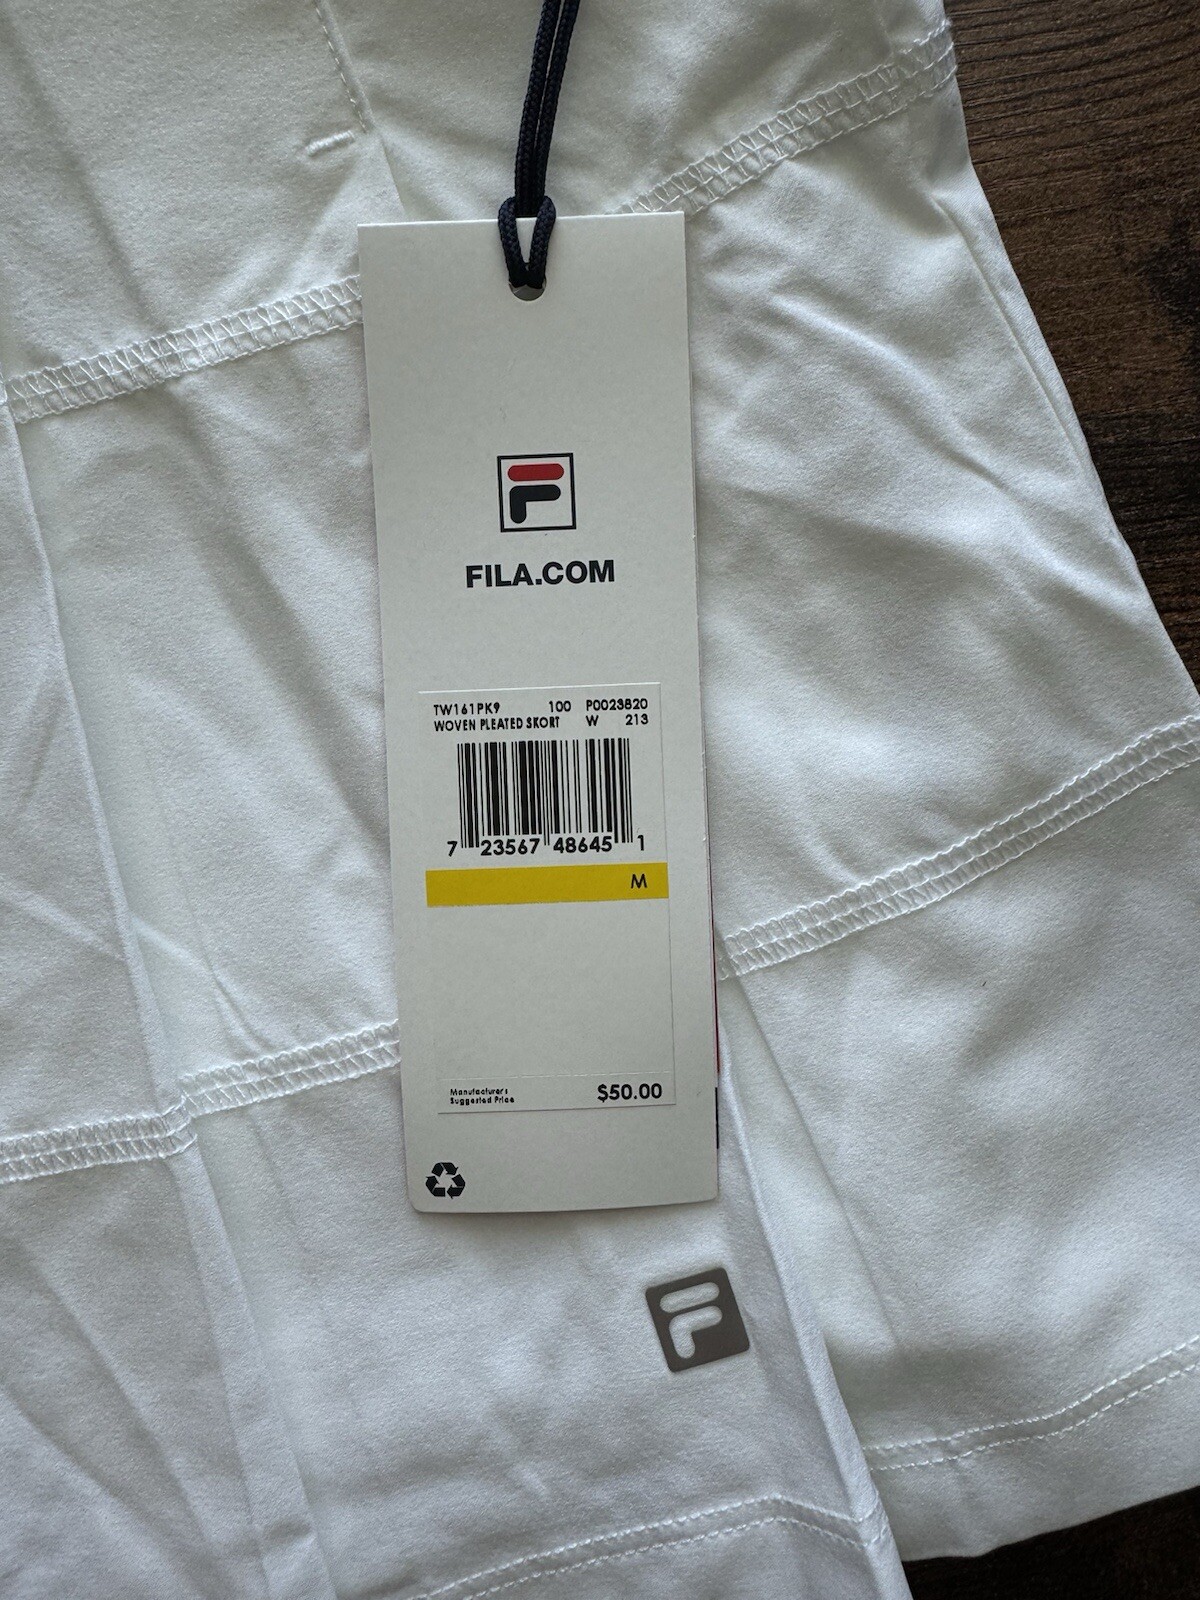 F
FILA.COM
TW161PK9 100 P0023820
WOVEN PLEATED SKORT W 213
7 23567 48645 1
M
Manufacturers
Suggested Price
$50.00
F